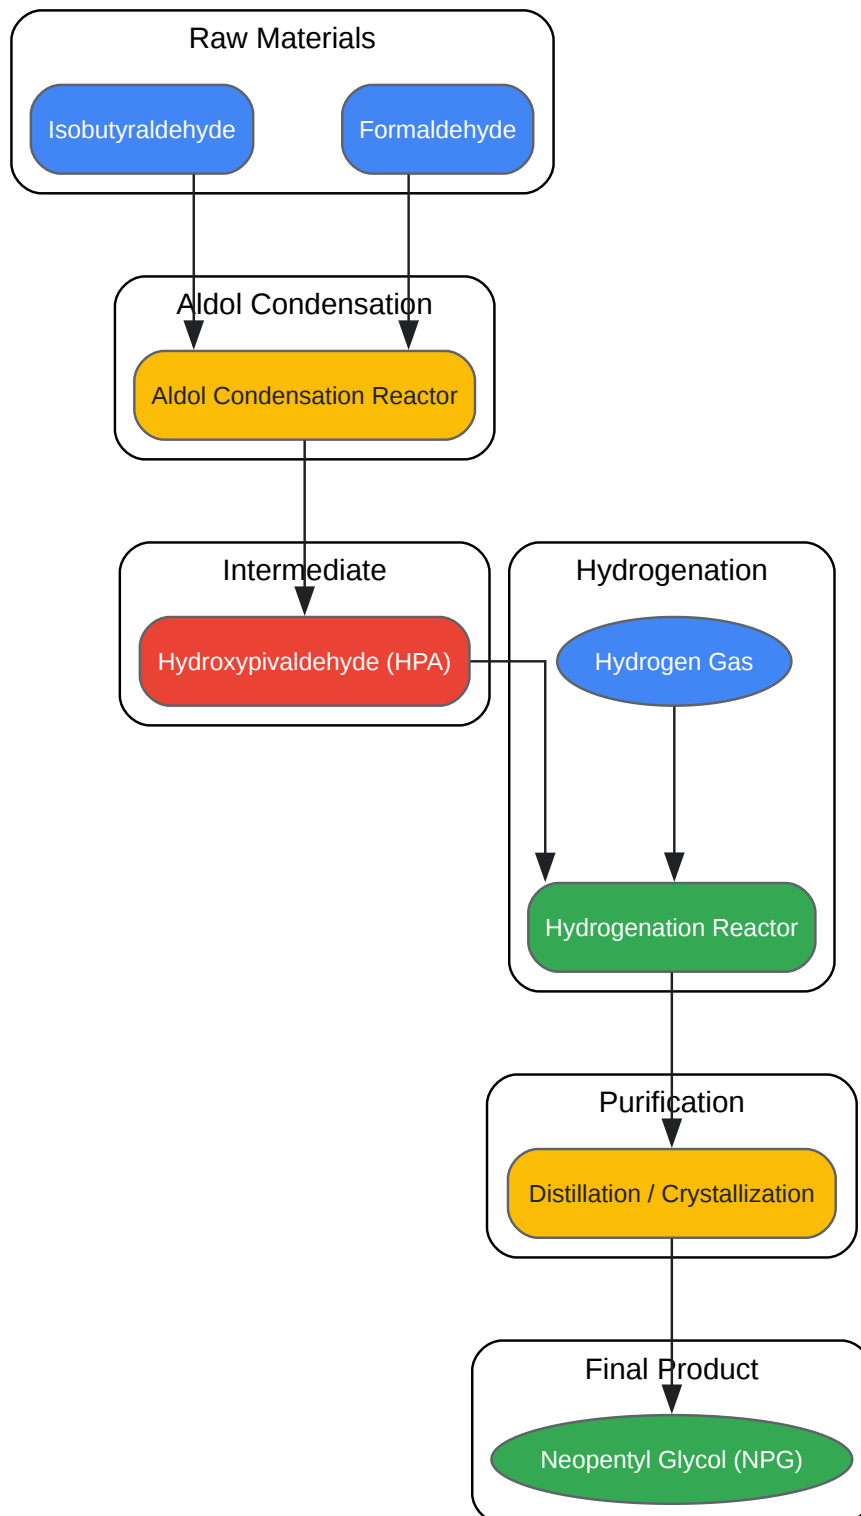 Raw Materials
Isobutyraldehyde
Formaldehyde
Aldol Condensation
Aldol Condensation Reactor
Intermediate
Hydroxypivaldehyde (HPA)
Hydrogenation
Hydrogen Gas
Hydrogenation Reactor
Purification
Distillation / Crystallization
Final Product
Neopentyl Glycol (NPG)